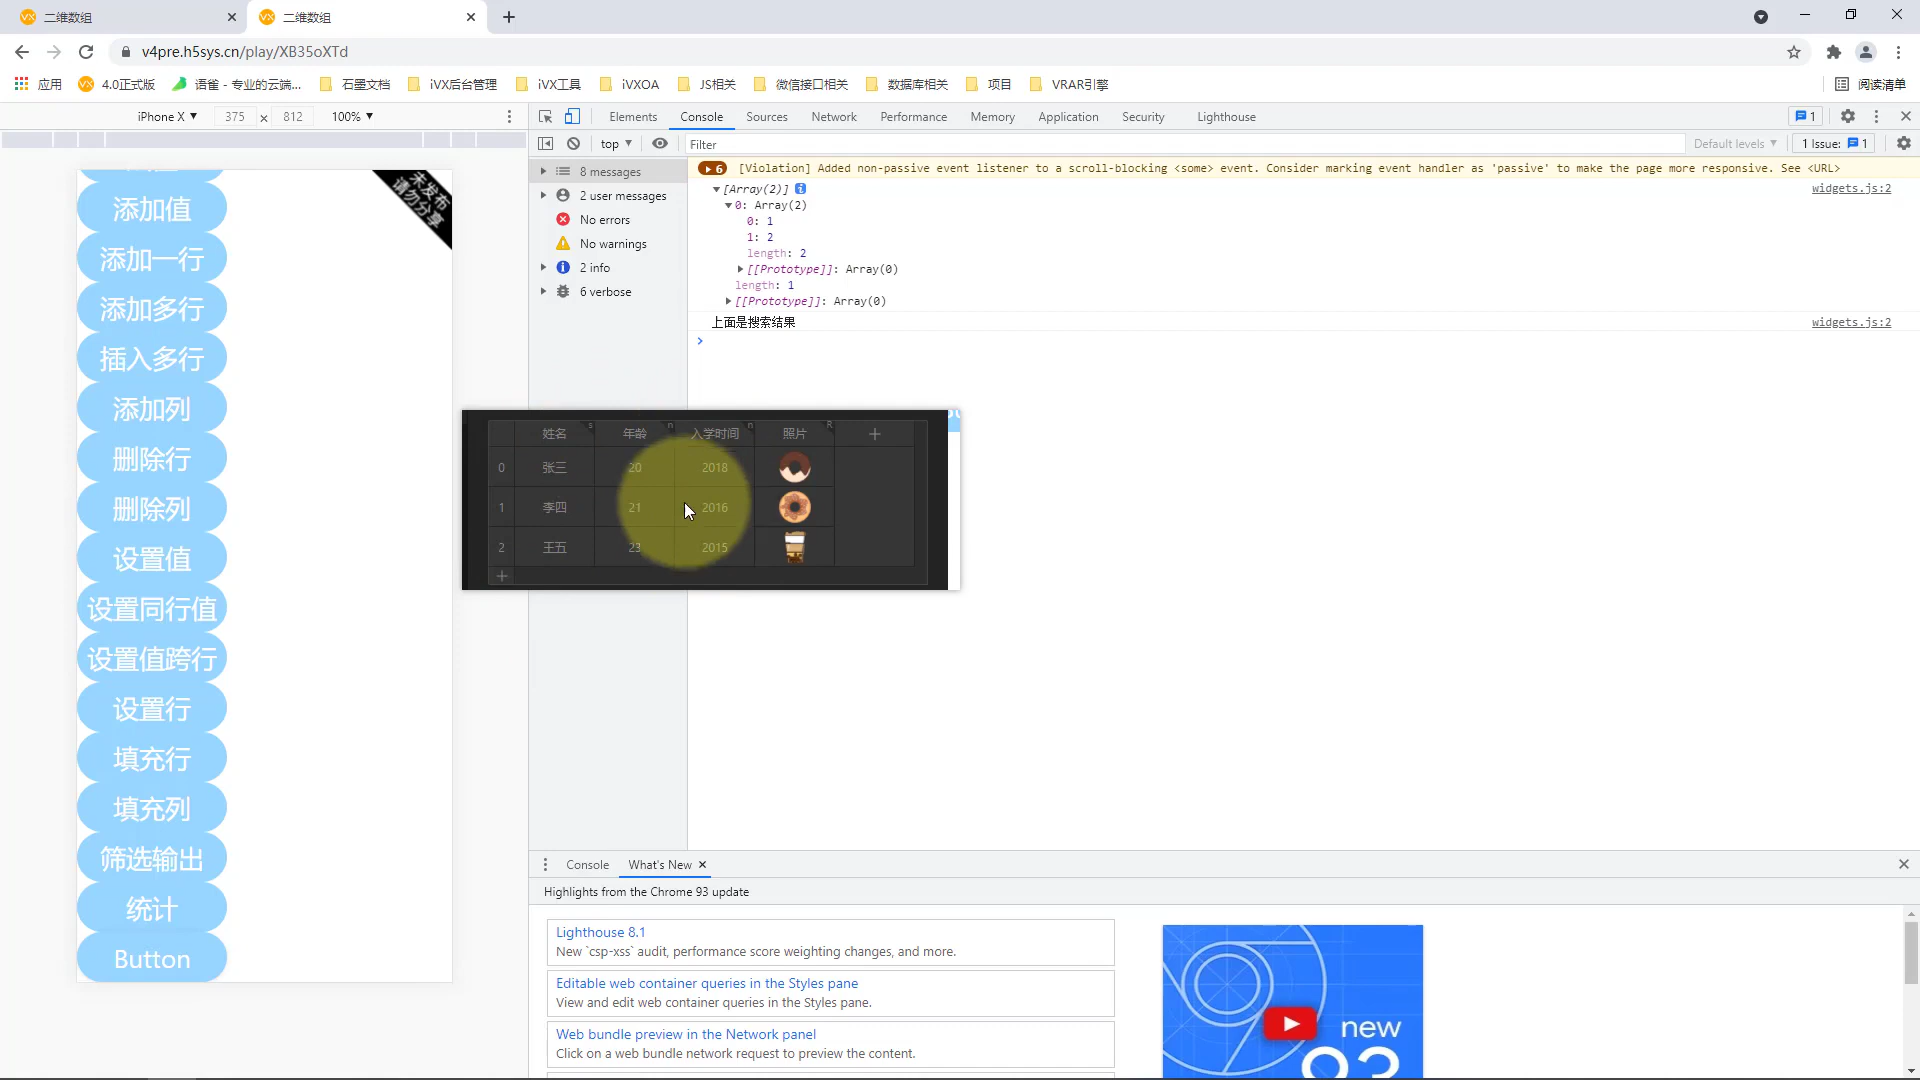 二维数组
二维数组
v4pre.h5sys.cn/play/XB35oXTd
应用
4.0正式版
语雀 - 专业的云端...
石墨文档
iVX后台管理
iVX工具
iVXOA
JS相关
微信接口相关
数据库相关
项目
VRAR引擎
阅读清单
iPhone X
375
x
812
100%
Elements
Console
Sources
Network
Performance
Memory
Application
Security
Lighthouse
1
top
Filter
Default levels
1 Issue:
1
8 messages
2 user messages
No errors
No warnings
2 info
6 verbose
6
[Violation] Added non-passive event listener to a scroll-blocking <some> event. Consider marking event handler as 'passive' to make the page more responsive. See <URL>
[Array(2)]
widgets.js:2
0: Array(2)
0: 1
1: 2
length: 2
[[Prototype]]: Array(0)
length: 1
[[Prototype]]: Array(0)
上面是搜索结果
widgets.js:2
未发布
请勿分享
添加值
添加一行
添加多行
插入多行
添加列
删除行
删除列
设置值
设置同行值
设置值跨行
设置行
填充行
填充列
筛选输出
统计
Button
姓名
s
年龄
n
入学时间
n
照片
R
0
张三
20
2018
1
李四
21
2016
2
王五
23
2015
Console
What's New
Highlights from the Chrome 93 update
Lighthouse 8.1
New `csp-xss` audit, performance score weighting changes, and more.
Editable web container queries in the Styles pane
View and edit web container queries in the Styles pane.
Web bundle preview in the Network panel
Click on a web bundle network request to preview the content.
new
93